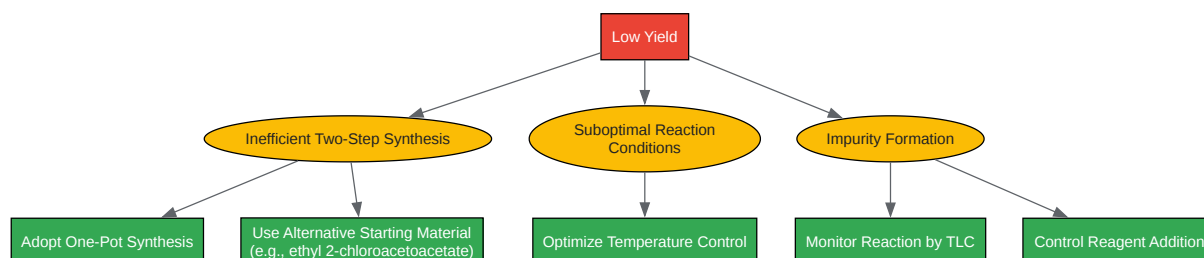 Low Yield
Inefficient Two-Step Synthesis
Suboptimal Reaction
Conditions
Impurity Formation
Adopt One-Pot Synthesis
Use Alternative Starting Material
(e.g., ethyl 2-chloroacetoacetate)
Optimize Temperature Control
Monitor Reaction by TLC
Control Reagent Addition